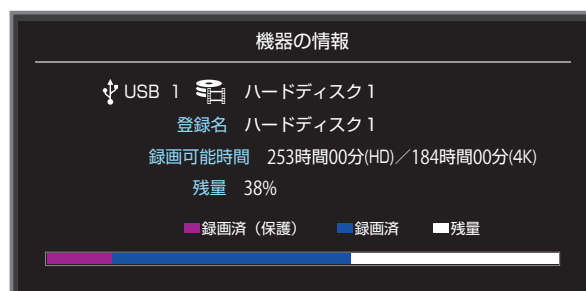 機器の情報
USB 1 ハードディスク1
登録名 ハードディスク1
録画可能時間 253時間00分(HD)/184時間00分(4K)
残量 38%
録画済（保護） 録画済 残量